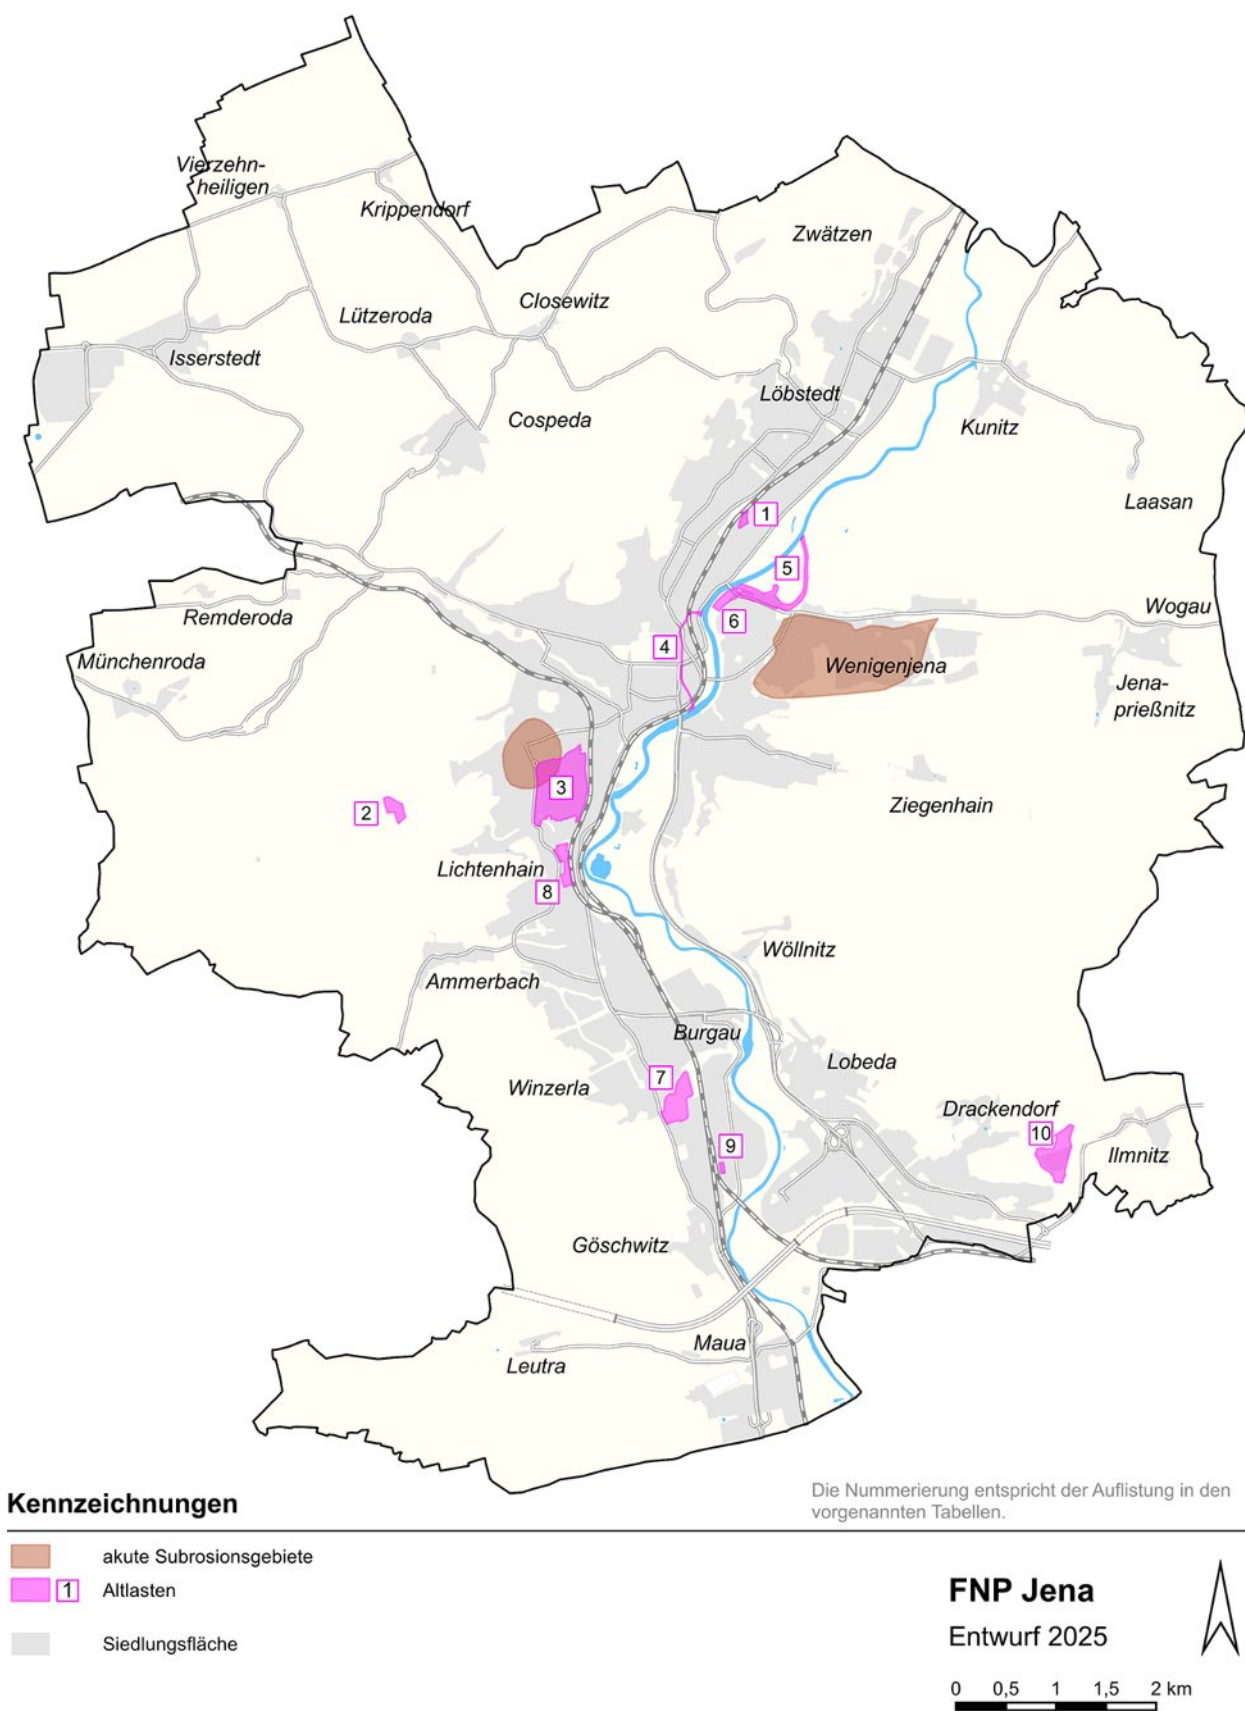 Vierzehn-
heiligen
Krippendorf
Zwätzen
Closewitz
Lützeroda
Isserstedt
Löbstedt
Cospeda
Kunitz
Laasan
1
5
Wogau
Remderoda
6
4
Münchenroda
Wenigenjena
Jena-
prießnitz
3
2
Ziegenhain
Lichtenhain
8
Wöllnitz
Ammerbach
Burgau
Lobeda
7
Winzerla
Drackendorf
10
9
Ilmnitz
Göschwitz
Maua
Leutra
Kennzeichnungen
Die Nummerierung entspricht der Auflistung in den
vorgenannten Tabellen.
akute Subrosionsgebiete
1 Altlasten
Siedlungsfläche
FNP Jena
Entwurf 2025
0 0,5 1 1,5 2 km